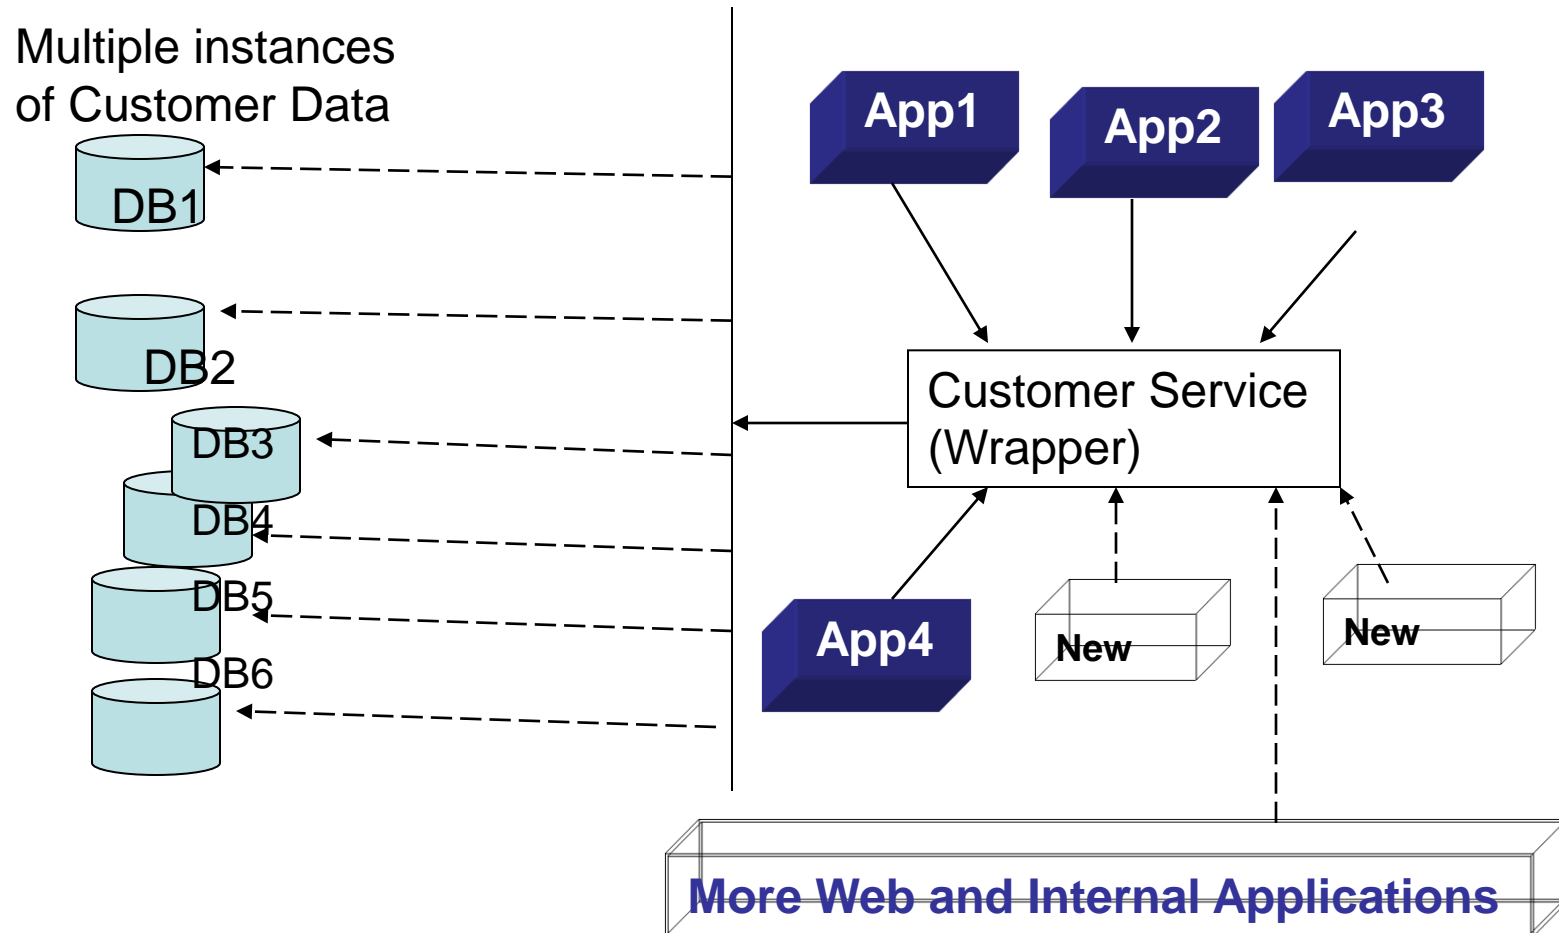 Multiple instances
of Customer Data
DB1
DB2
DB3
DB4
DB5
DB6
App1
App2
App3
Customer Service
(Wrapper)
App4
New
New
More Web and Internal Applications